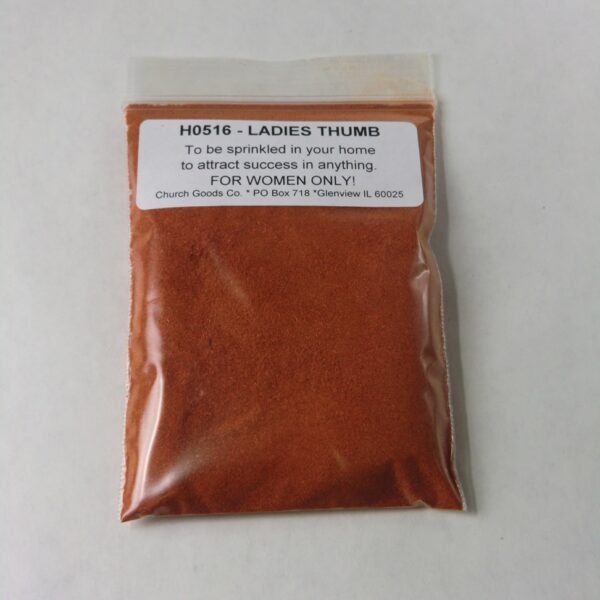 H0516 - LADIES THUMB
To be sprinkled in your home
to attract success in anything.
FOR WOMEN ONLY!
Church Goods Co. * PO Box 718 *Glenview IL 60025